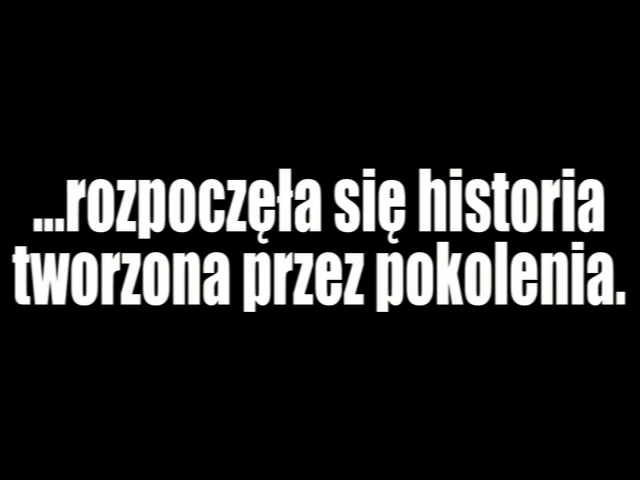 ...rozpoczęła się historia
tworzona przez pokolenia.